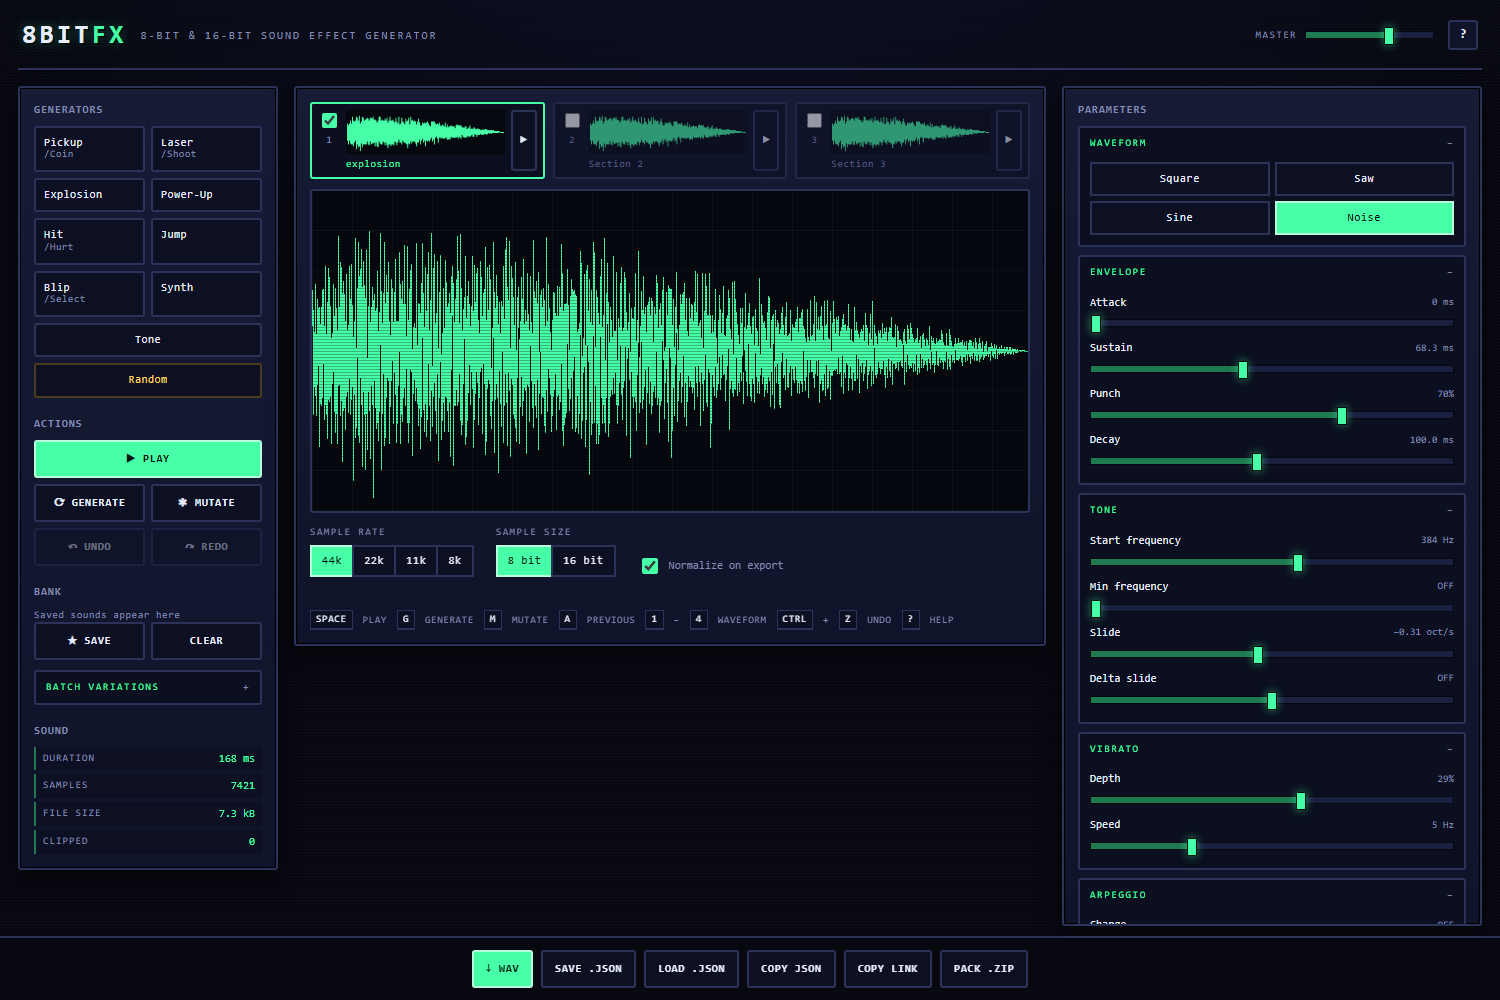 8BITFX
8-BIT & 16-BIT SOUND EFFECT GENERATOR
MASTER
?
GENERATORS
Pickup
/Coin
Laser
/Shoot
Explosion
Power-Up
Hit
/Hurt
Jump
Blip
/Select
Synth
Tone
Random
ACTIONS
▶ PLAY
⟳ GENERATE
✱ MUTATE
↶ UNDO
↷ REDO
BANK
Saved sounds appear here
★ SAVE
CLEAR
BATCH VARIATIONS +
SOUND
DURATION 168 ms
SAMPLES 7421
FILE SIZE 7.3 kB
CLIPPED 0
1
explosion
▶
2
Section 2
▶
3
Section 3
▶
SAMPLE RATE
44k 22k 11k 8k
SAMPLE SIZE
8 bit 16 bit
Normalize on export
SPACE PLAY G GENERATE M MUTATE A PREVIOUS 1 – 4 WAVEFORM CTRL + Z UNDO ? HELP
PARAMETERS
WAVEFORM −
Square
Saw
Sine
Noise
ENVELOPE −
Attack 0 ms
Sustain 68.3 ms
Punch 70%
Decay 100.0 ms
TONE −
Start frequency 384 Hz
Min frequency OFF
Slide −0.31 oct/s
Delta slide OFF
VIBRATO −
Depth 29%
Speed 5 Hz
ARPEGGIO −
Change OFF
↓ WAV
SAVE .JSON
LOAD .JSON
COPY JSON
COPY LINK
PACK .ZIP